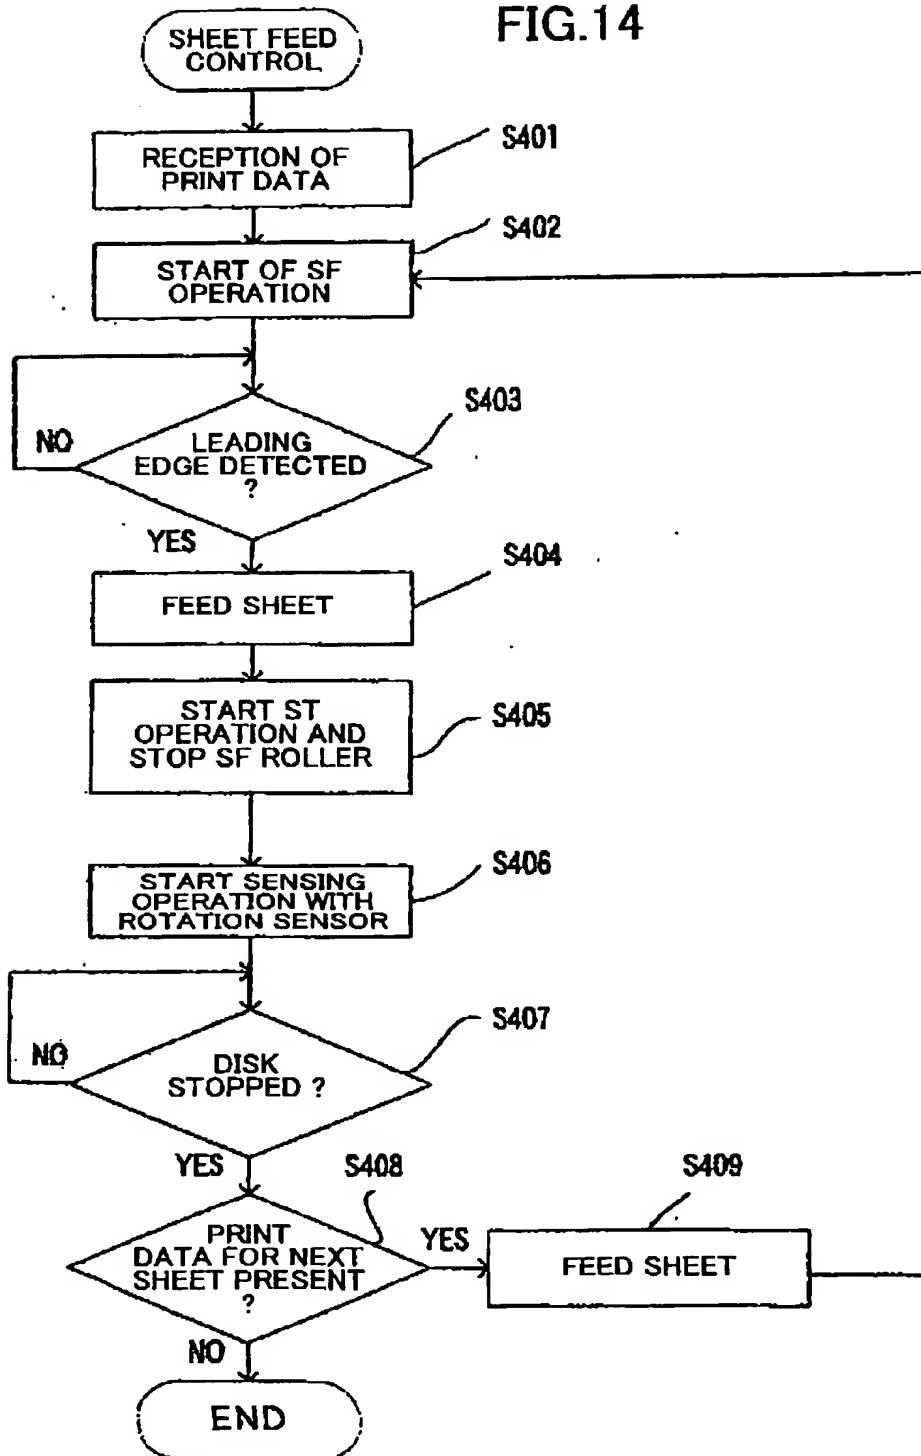 FIG.14
SHEET FEED
CONTROL
S401
RECEPTION OF
PRINT DATA
S402
START OF SF
OPERATION
S403
LEADING
EDGE DETECTED
?
NO
YES
S404
FEED SHEET
S405
START ST
OPERATION AND
STOP SF ROLLER
S406
START SENSING
OPERATION WITH
ROTATION SENSOR
S407
DISK
STOPPED ?
NO
YES
S408
PRINT
DATA FOR NEXT
SHEET PRESENT
?
YES
S409
FEED SHEET
NO
END